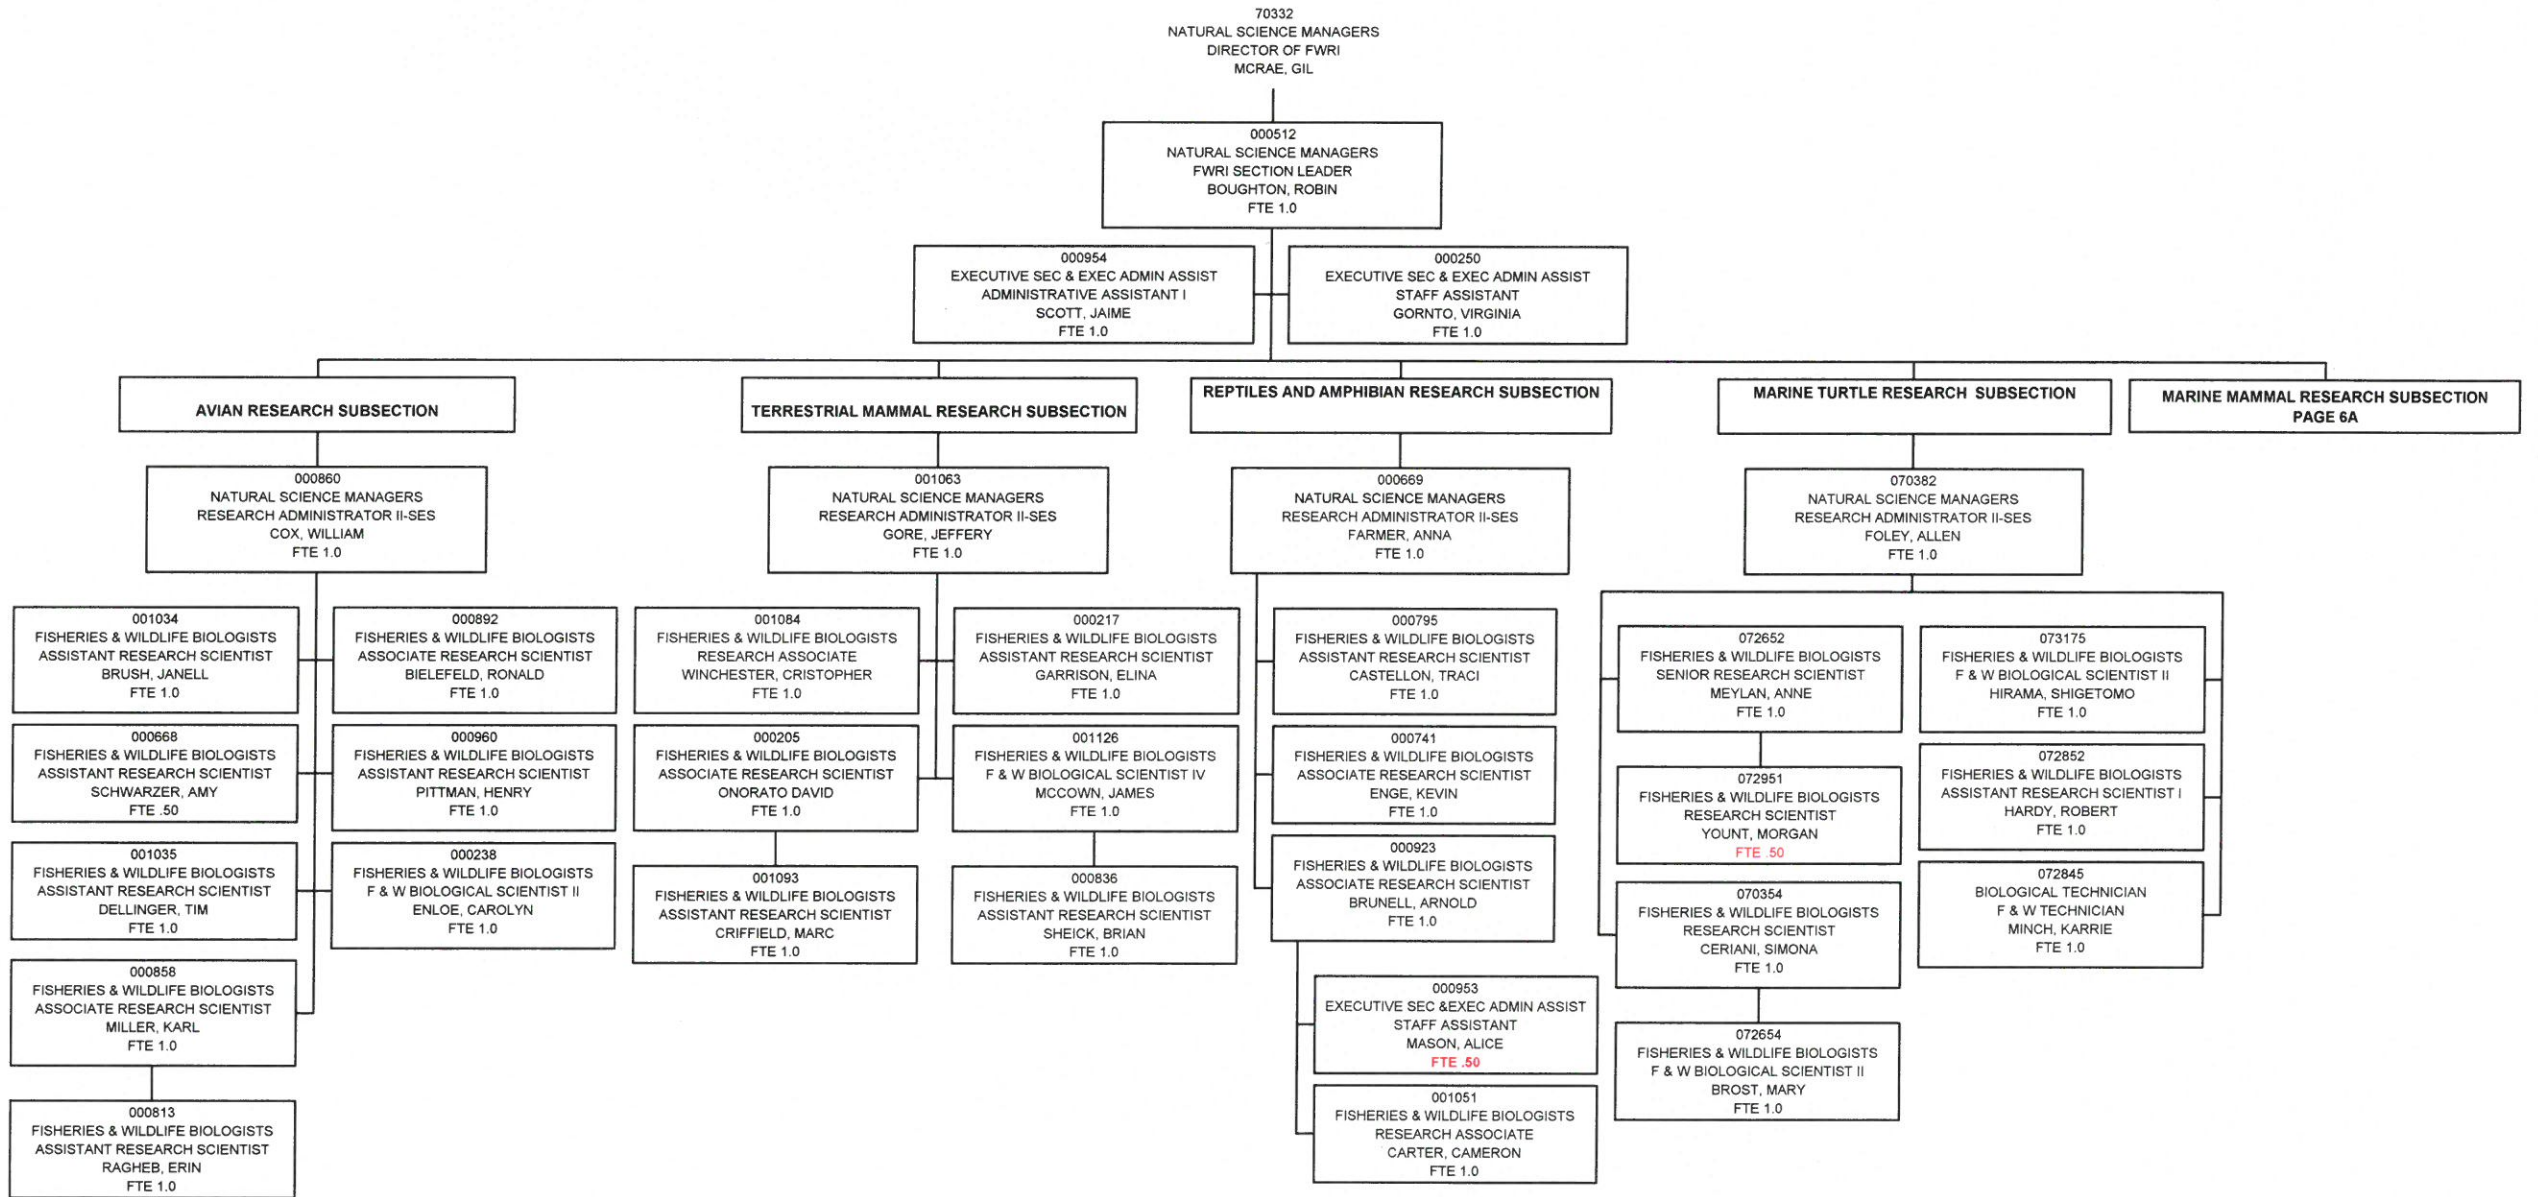 70332
NATURAL SCIENCE MANAGERS
DIRECTOR OF FWRI
MCRAE, GIL
000512
NATURAL SCIENCE MANAGERS
FWRI SECTION LEADER
BOUGHTON, ROBIN
FTE 1.0
000954
EXECUTIVE SEC & EXEC ADMIN ASSIST
ADMINISTRATIVE ASSISTANT I
SCOTT, JAIME
FTE 1.0
000250
EXECUTIVE SEC & EXEC ADMIN ASSIST
STAFF ASSISTANT
GORNTO, VIRGINIA
FTE 1.0
AVIAN RESEARCH SUBSECTION
TERRESTRIAL MAMMAL RESEARCH SUBSECTION
REPTILES AND AMPHIBIAN RESEARCH SUBSECTION
MARINE TURTLE RESEARCH SUBSECTION
MARINE MAMMAL RESEARCH SUBSECTION
PAGE 6A
000860
NATURAL SCIENCE MANAGERS
RESEARCH ADMINISTRATOR II-SES
COX, WILLIAM
FTE 1.0
001063
NATURAL SCIENCE MANAGERS
RESEARCH ADMINISTRATOR II-SES
GORE, JEFFERY
FTE 1.0
000669
NATURAL SCIENCE MANAGERS
RESEARCH ADMINISTRATOR II-SES
FARMER, ANNA
FTE 1.0
070382
NATURAL SCIENCE MANAGERS
RESEARCH ADMINISTRATOR II-SES
FOLEY, ALLEN
FTE 1.0
001034
FISHERIES & WILDLIFE BIOLOGISTS
ASSISTANT RESEARCH SCIENTIST
BRUSH, JANELL
FTE 1.0
000892
FISHERIES & WILDLIFE BIOLOGISTS
ASSOCIATE RESEARCH SCIENTIST
BIELEFELD, RONALD
FTE 1.0
000668
FISHERIES & WILDLIFE BIOLOGISTS
ASSISTANT RESEARCH SCIENTIST
SCHWARZER, AMY
FTE .50
000960
FISHERIES & WILDLIFE BIOLOGISTS
ASSISTANT RESEARCH SCIENTIST
PITTMAN, HENRY
FTE 1.0
001035
FISHERIES & WILDLIFE BIOLOGISTS
ASSISTANT RESEARCH SCIENTIST
DELLINGER, TIM
FTE 1.0
000238
FISHERIES & WILDLIFE BIOLOGISTS
F & W BIOLOGICAL SCIENTIST II
ENLOE, CAROLYN
FTE 1.0
000858
FISHERIES & WILDLIFE BIOLOGISTS
ASSOCIATE RESEARCH SCIENTIST
MILLER, KARL
FTE 1.0
000813
FISHERIES & WILDLIFE BIOLOGISTS
ASSISTANT RESEARCH SCIENTIST
RAGHEB, ERIN
FTE 1.0
001084
FISHERIES & WILDLIFE BIOLOGISTS
RESEARCH ASSOCIATE
WINCHESTER, CRISTOPHER
FTE 1.0
000217
FISHERIES & WILDLIFE BIOLOGISTS
ASSISTANT RESEARCH SCIENTIST
GARRISON, ELINA
FTE 1.0
000205
FISHERIES & WILDLIFE BIOLOGISTS
ASSOCIATE RESEARCH SCIENTIST
ONORATO DAVID
FTE 1.0
001126
FISHERIES & WILDLIFE BIOLOGISTS
F & W BIOLOGICAL SCIENTIST IV
MCCOWN, JAMES
FTE 1.0
001093
FISHERIES & WILDLIFE BIOLOGISTS
ASSISTANT RESEARCH SCIENTIST
CRIFFIELD, MARC
FTE 1.0
000836
FISHERIES & WILDLIFE BIOLOGISTS
ASSISTANT RESEARCH SCIENTIST
SHEICK, BRIAN
FTE 1.0
000795
FISHERIES & WILDLIFE BIOLOGISTS
ASSISTANT RESEARCH SCIENTIST
CASTELLON, TRACI
FTE 1.0
000741
FISHERIES & WILDLIFE BIOLOGISTS
ASSOCIATE RESEARCH SCIENTIST
ENGE, KEVIN
FTE 1.0
000923
FISHERIES & WILDLIFE BIOLOGISTS
ASSOCIATE RESEARCH SCIENTIST
BRUNELL, ARNOLD
FTE 1.0
000953
EXECUTIVE SEC &EXEC ADMIN ASSIST
STAFF ASSISTANT
MASON, ALICE
FTE .50
001051
FISHERIES & WILDLIFE BIOLOGISTS
RESEARCH ASSOCIATE
CARTER, CAMERON
FTE 1.0
072652
FISHERIES & WILDLIFE BIOLOGISTS
SENIOR RESEARCH SCIENTIST
MEYLAN, ANNE
FTE 1.0
072951
FISHERIES & WILDLIFE BIOLOGISTS
RESEARCH SCIENTIST
YOUNT, MORGAN
FTE .50
070354
FISHERIES & WILDLIFE BIOLOGISTS
RESEARCH SCIENTIST
CERIANI, SIMONA
FTE 1.0
072654
FISHERIES & WILDLIFE BIOLOGISTS
F & W BIOLOGICAL SCIENTIST II
BROST, MARY
FTE 1.0
073175
FISHERIES & WILDLIFE BIOLOGISTS
F & W BIOLOGICAL SCIENTIST II
HIRAMA, SHIGETOMO
FTE 1.0
072852
FISHERIES & WILDLIFE BIOLOGISTS
ASSISTANT RESEARCH SCIENTIST I
HARDY, ROBERT
FTE 1.0
072845
BIOLOGICAL TECHNICIAN
F & W TECHNICIAN
MINCH, KARRIE
FTE 1.0